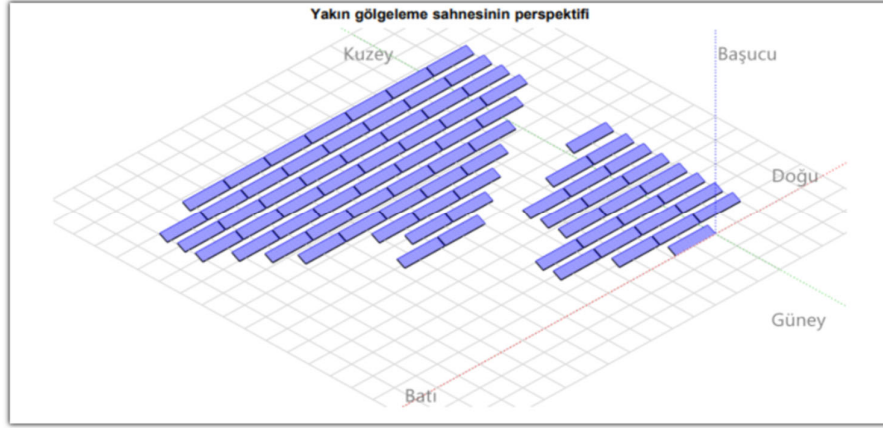 Yakın gölgeleme sahnesinin perspektifi
Kuzey
Başucu
Doğu
Güney
Batı